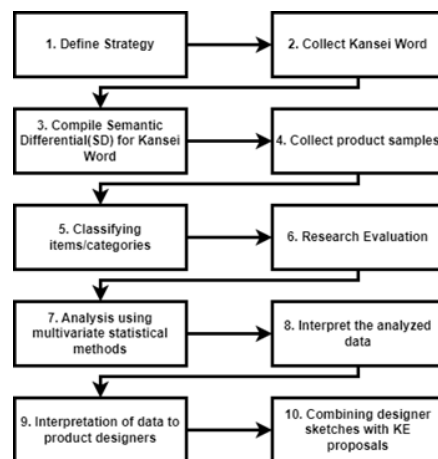 1. Define Strategy
2. Collect Kansei Word
3. Compile Semantic
Differential(SD) for Kansei
Word
4. Collect product samples
5. Classifying
items/categories
6. Research Evaluation
7. Analysis using
multivariate statistical
methods
8. Interpret the analyzed
data
9. Interpretation of data to
product designers
10. Combining designer
sketches with KE
proposals